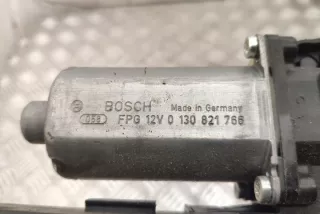 BOSCH Made in Germany
FPG 12V 0 130 821 766